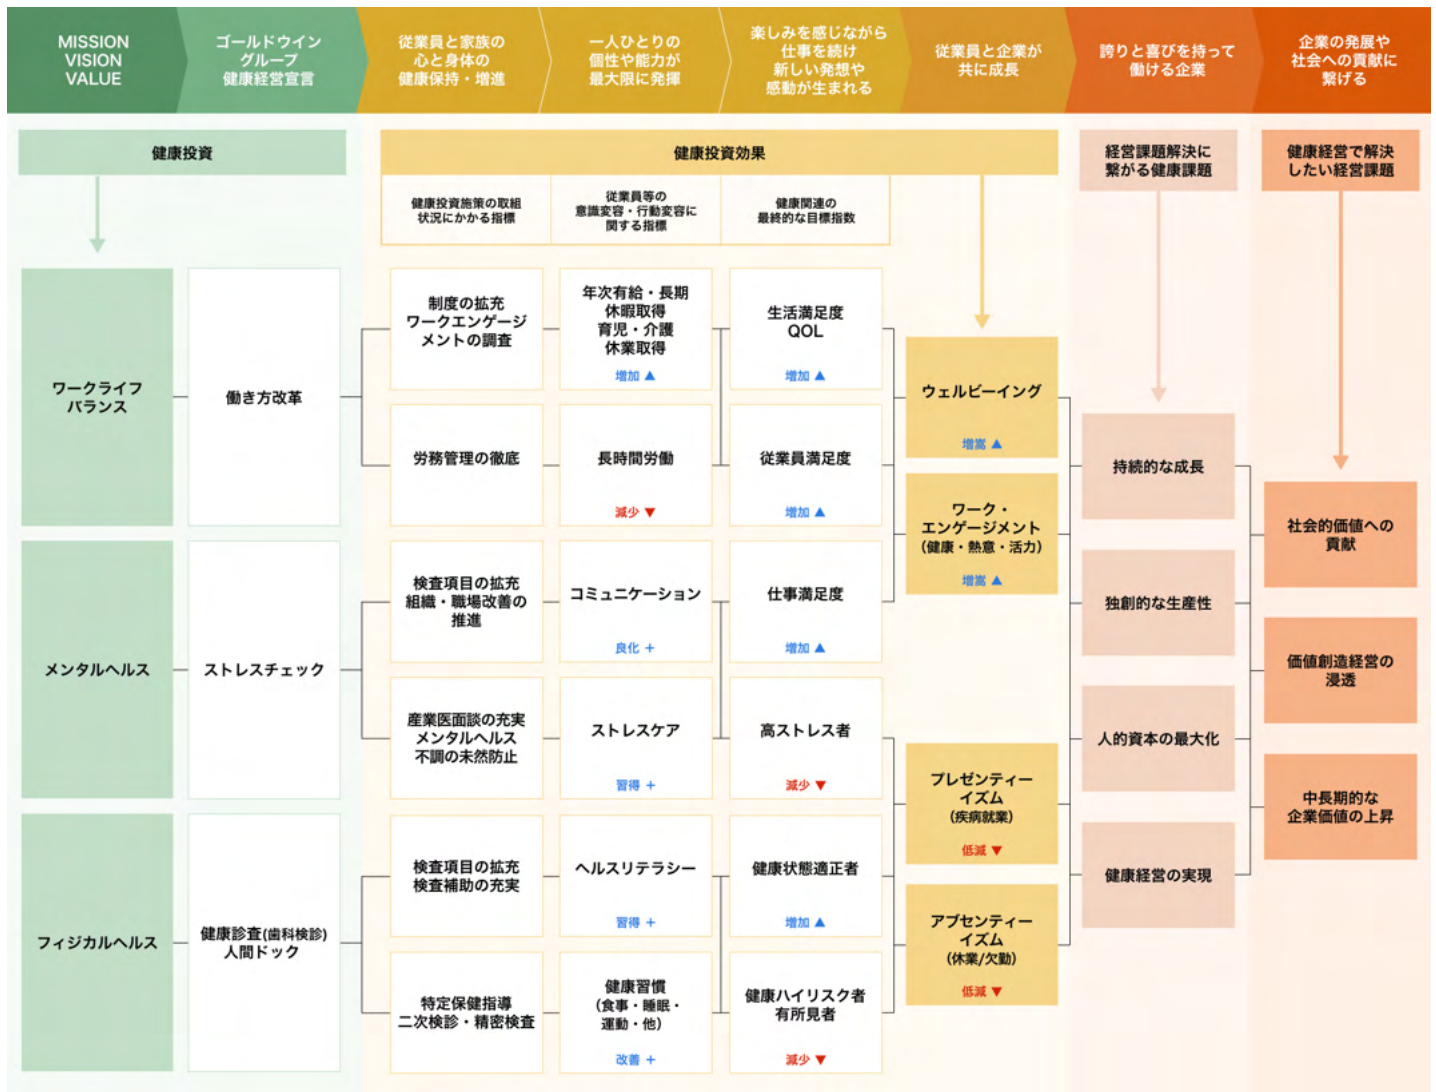 MISSION
VISION
VALUE
ゴールドウイン
グループ
健康経営宣言
従業員と家族の
心と身体の
健康保持・増進
一人ひとりの
個性や能力が
最大限に発揮
楽しみを感じながら
仕事を続け
新しい発想や
感動が生まれる
従業員と企業が
共に成長
誇りと喜びを持って
働ける企業
企業の発展や
社会への貢献に
繋げる
健康投資
健康投資効果
経営課題解決に
繋がる健康課題
健康経営で解決
したい経営課題
健康投資施策の取組
状況にかかる指標
従業員等の
意識変容・行動変容に
関する指標
健康関連の
最終的な目標指数
ワークライフ
バランス
働き方改革
制度の拡充
ワークエンゲージ
メントの調査
年次有給・長期
休暇取得
育児・介護
休業取得
増加 ▲
生活満足度
QOL
増加 ▲
労務管理の徹底
長時間労働
減少 ▼
従業員満足度
増加 ▲
メンタルヘルス
ストレスチェック
検査項目の拡充
組織・職場改善の
推進
コミュニケーション
良化 +
仕事満足度
増加 ▲
産業医面談の充実
メンタルヘルス
不調の未然防止
ストレスケア
習得 +
高ストレス者
減少 ▼
フィジカルヘルス
健康診査(歯科検診)
人間ドック
検査項目の拡充
検査補助の充実
ヘルスリテラシー
習得 +
健康状態適正者
増加 ▲
特定保健指導
二次検診・精密検査
健康習慣
(食事・睡眠・
運動・他)
改善 +
健康ハイリスク者
有所見者
減少 ▼
ウェルビーイング
増嵩 ▲
ワーク・
エンゲージメント
(健康・熱意・活力)
増嵩 ▲
プレゼンティー
イズム
(疾病就業)
低減 ▼
アブセンティー
イズム
(休業/欠勤)
低減 ▼
持続的な成長
独創的な生産性
人的資本の最大化
健康経営の実現
社会的価値への
貢献
価値創造経営の
浸透
中長期的な
企業価値の上昇